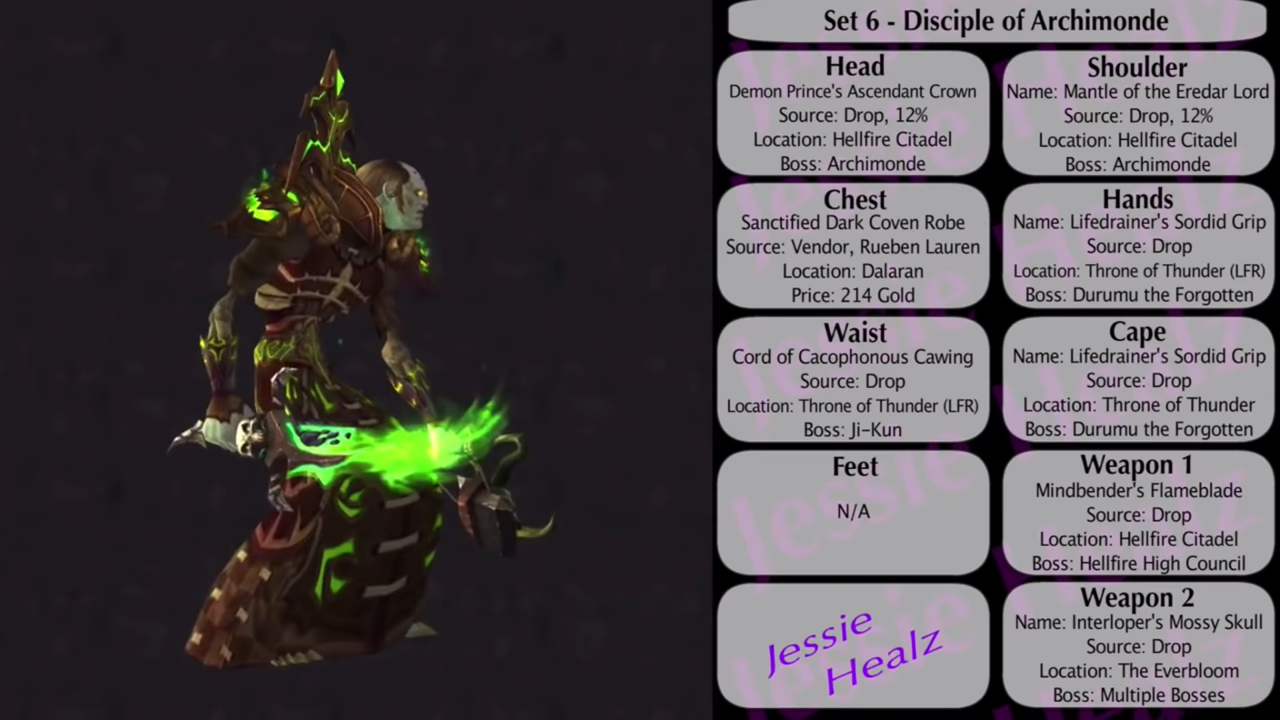 Set 6 - Disciple of Archimonde
Head
Demon Prince's Ascendant Crown
Source: Drop, 12%
Location: Hellfire Citadel
Boss: Archimonde
Shoulder
Name: Mantle of the Eredar Lord
Source: Drop, 12%
Location: Hellfire Citadel
Boss: Archimonde
Chest
Sanctified Dark Coven Robe
Source: Vendor, Rueben Lauren
Location: Dalaran
Price: 214 Gold
Hands
Name: Lifedrainer's Sordid Grip
Source: Drop
Location: Throne of Thunder (LFR)
Boss: Durumu the Forgotten
Waist
Cord of Cacophonous Cawing
Source: Drop
Location: Throne of Thunder (LFR)
Boss: Ji-Kun
Cape
Name: Lifedrainer's Sordid Grip
Source: Drop
Location: Throne of Thunder
Boss: Durumu the Forgotten
Feet
N/A
Weapon 1
Mindbender's Flameblade
Source: Drop
Location: Hellfire Citadel
Boss: Hellfire High Council
Jessie
Healz
Weapon 2
Name: Interloper's Mossy Skull
Source: Drop
Location: The Everbloom
Boss: Multiple Bosses